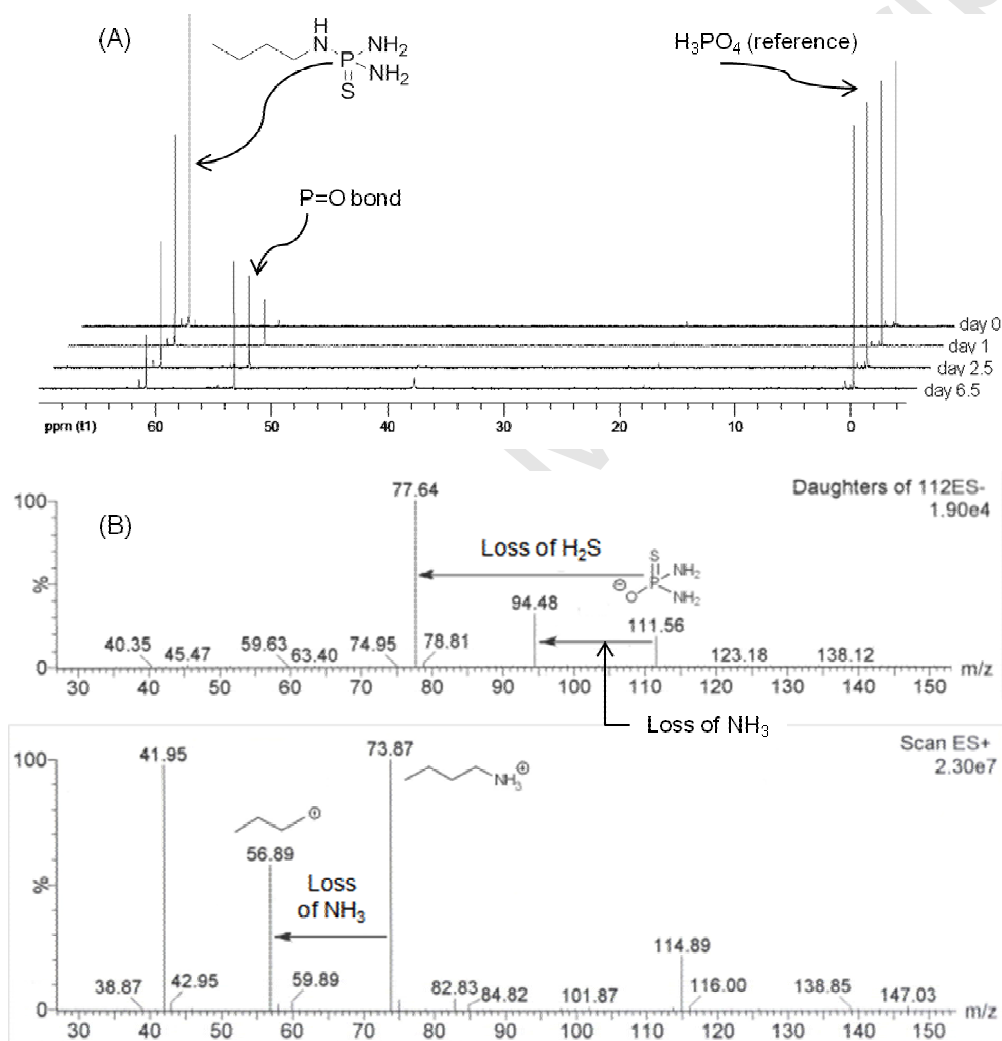 (A)
H
N
NH2
P
NH2
S
H3PO4 (reference)
P=O bond
day 0
day 1
day 2.5
day 6.5
60 50 40 30 20 10 0
ppm (t1)
Daughters of 112ES-
1.90e4
100
(B)
77.64
Loss of H2S
S
NH2
P
⊖
O
NH2
%
94.48
111.56
40.35 45.47 59.63 63.40 74.95 78.81 123.18 138.12
0
m/z
30 40 50 60 70 80 90 100 110 120 130 140 150
Loss of NH3
Scan ES+
2.30e7
100
41.95
73.87
⊕
NH3
⊕
56.89
%
Loss
of NH3
114.89
38.87 42.95 59.89 82.83 84.82 101.87 116.00 138.85 147.03
0
m/z
30 40 50 60 70 80 90 100 110 120 130 140 150